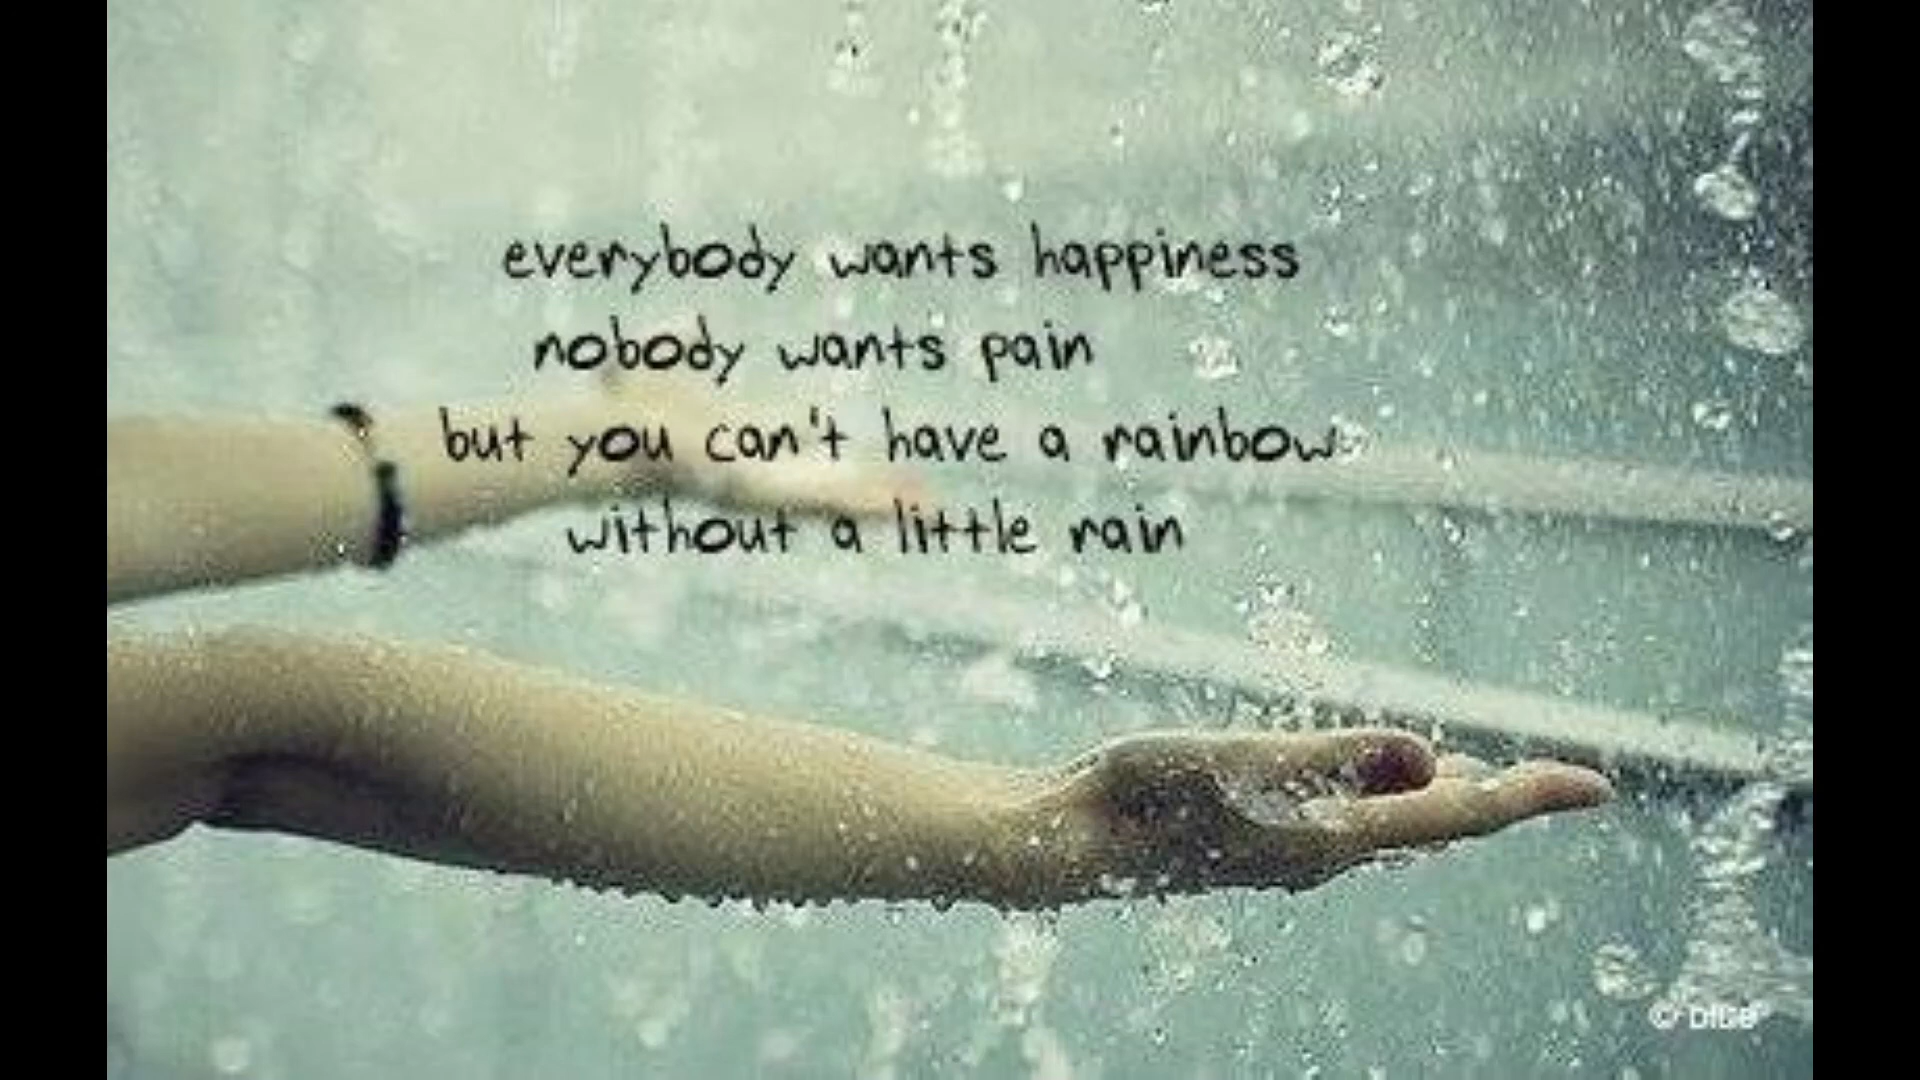 everybody wants happiness
nobody wants pain
but you can't have a rainbow
without a little rain